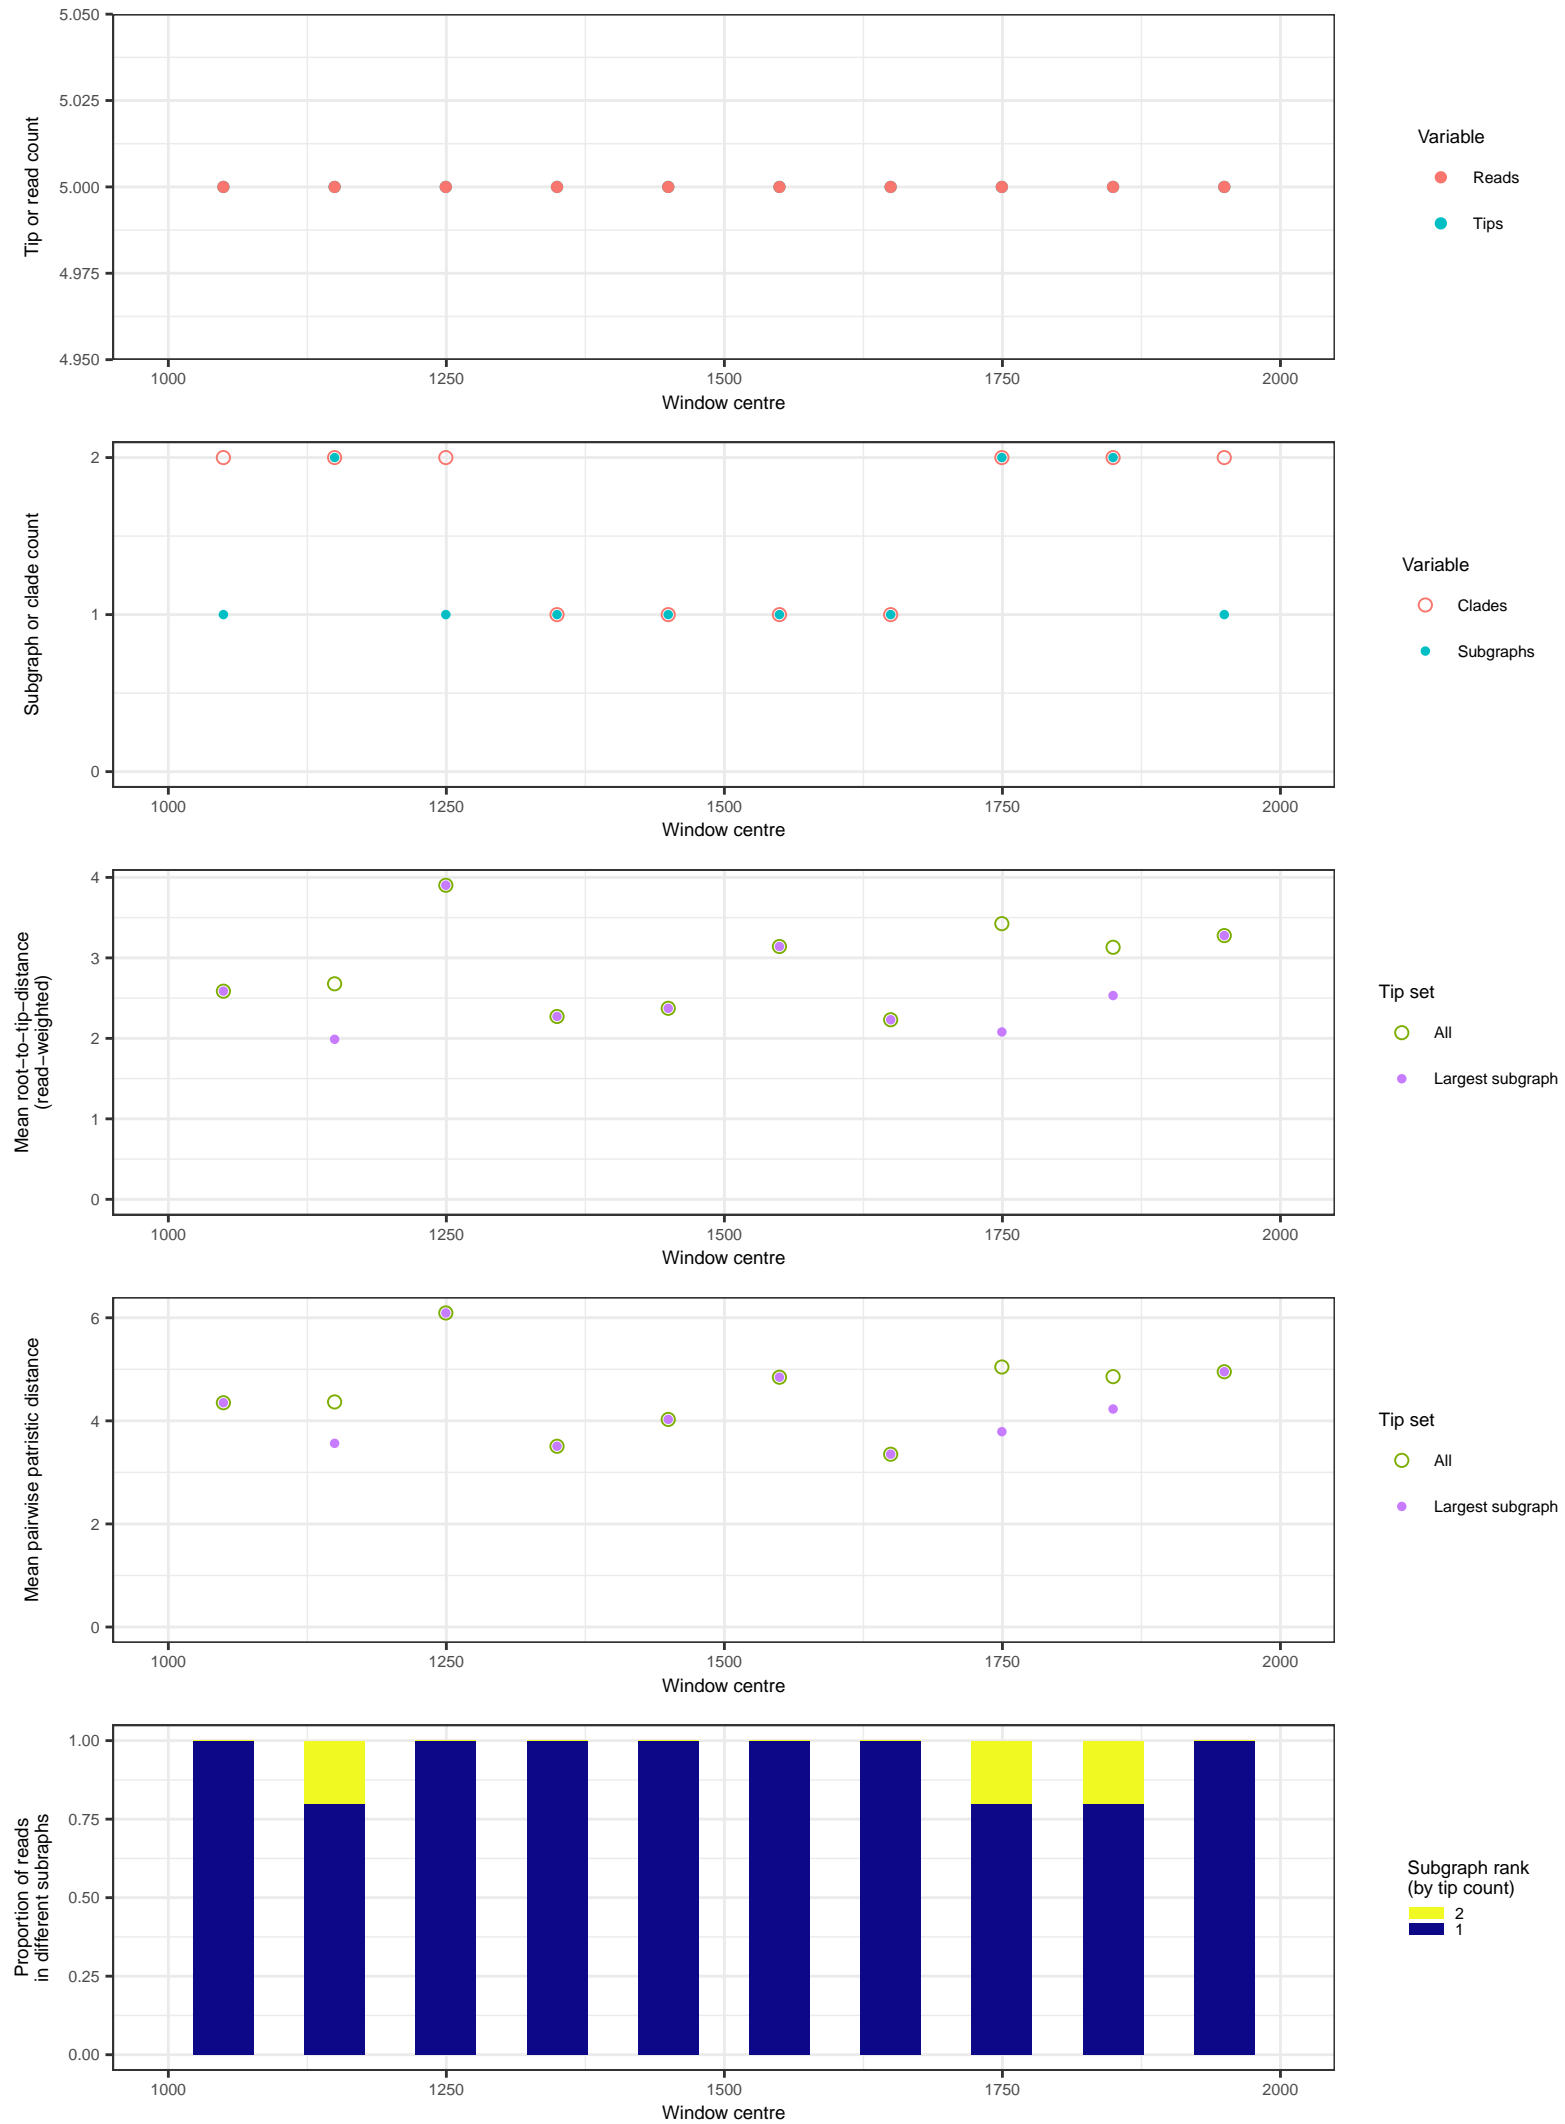 5.050
5.025
5.000
4.975
4.950
Tip or read count
1000
1250
1500
1750
2000
Window centre
Variable
Reads
Tips
2
1
0
Subgraph or clade count
1000
1250
1500
1750
2000
Window centre
Variable
Clades
Subgraphs
4
3
2
1
0
Mean root−to−tip−distance
(read−weighted)
1000
1250
1500
1750
2000
Window centre
Tip set
All
Largest subgraph
6
4
2
0
Mean pairwise patristic distance
1000
1250
1500
1750
2000
Window centre
Tip set
All
Largest subgraph
1.00
0.75
0.50
0.25
0.00
Proportion of reads
in different subraphs
1000
1250
1500
1750
2000
Window centre
Subgraph rank
(by tip count)
2
1